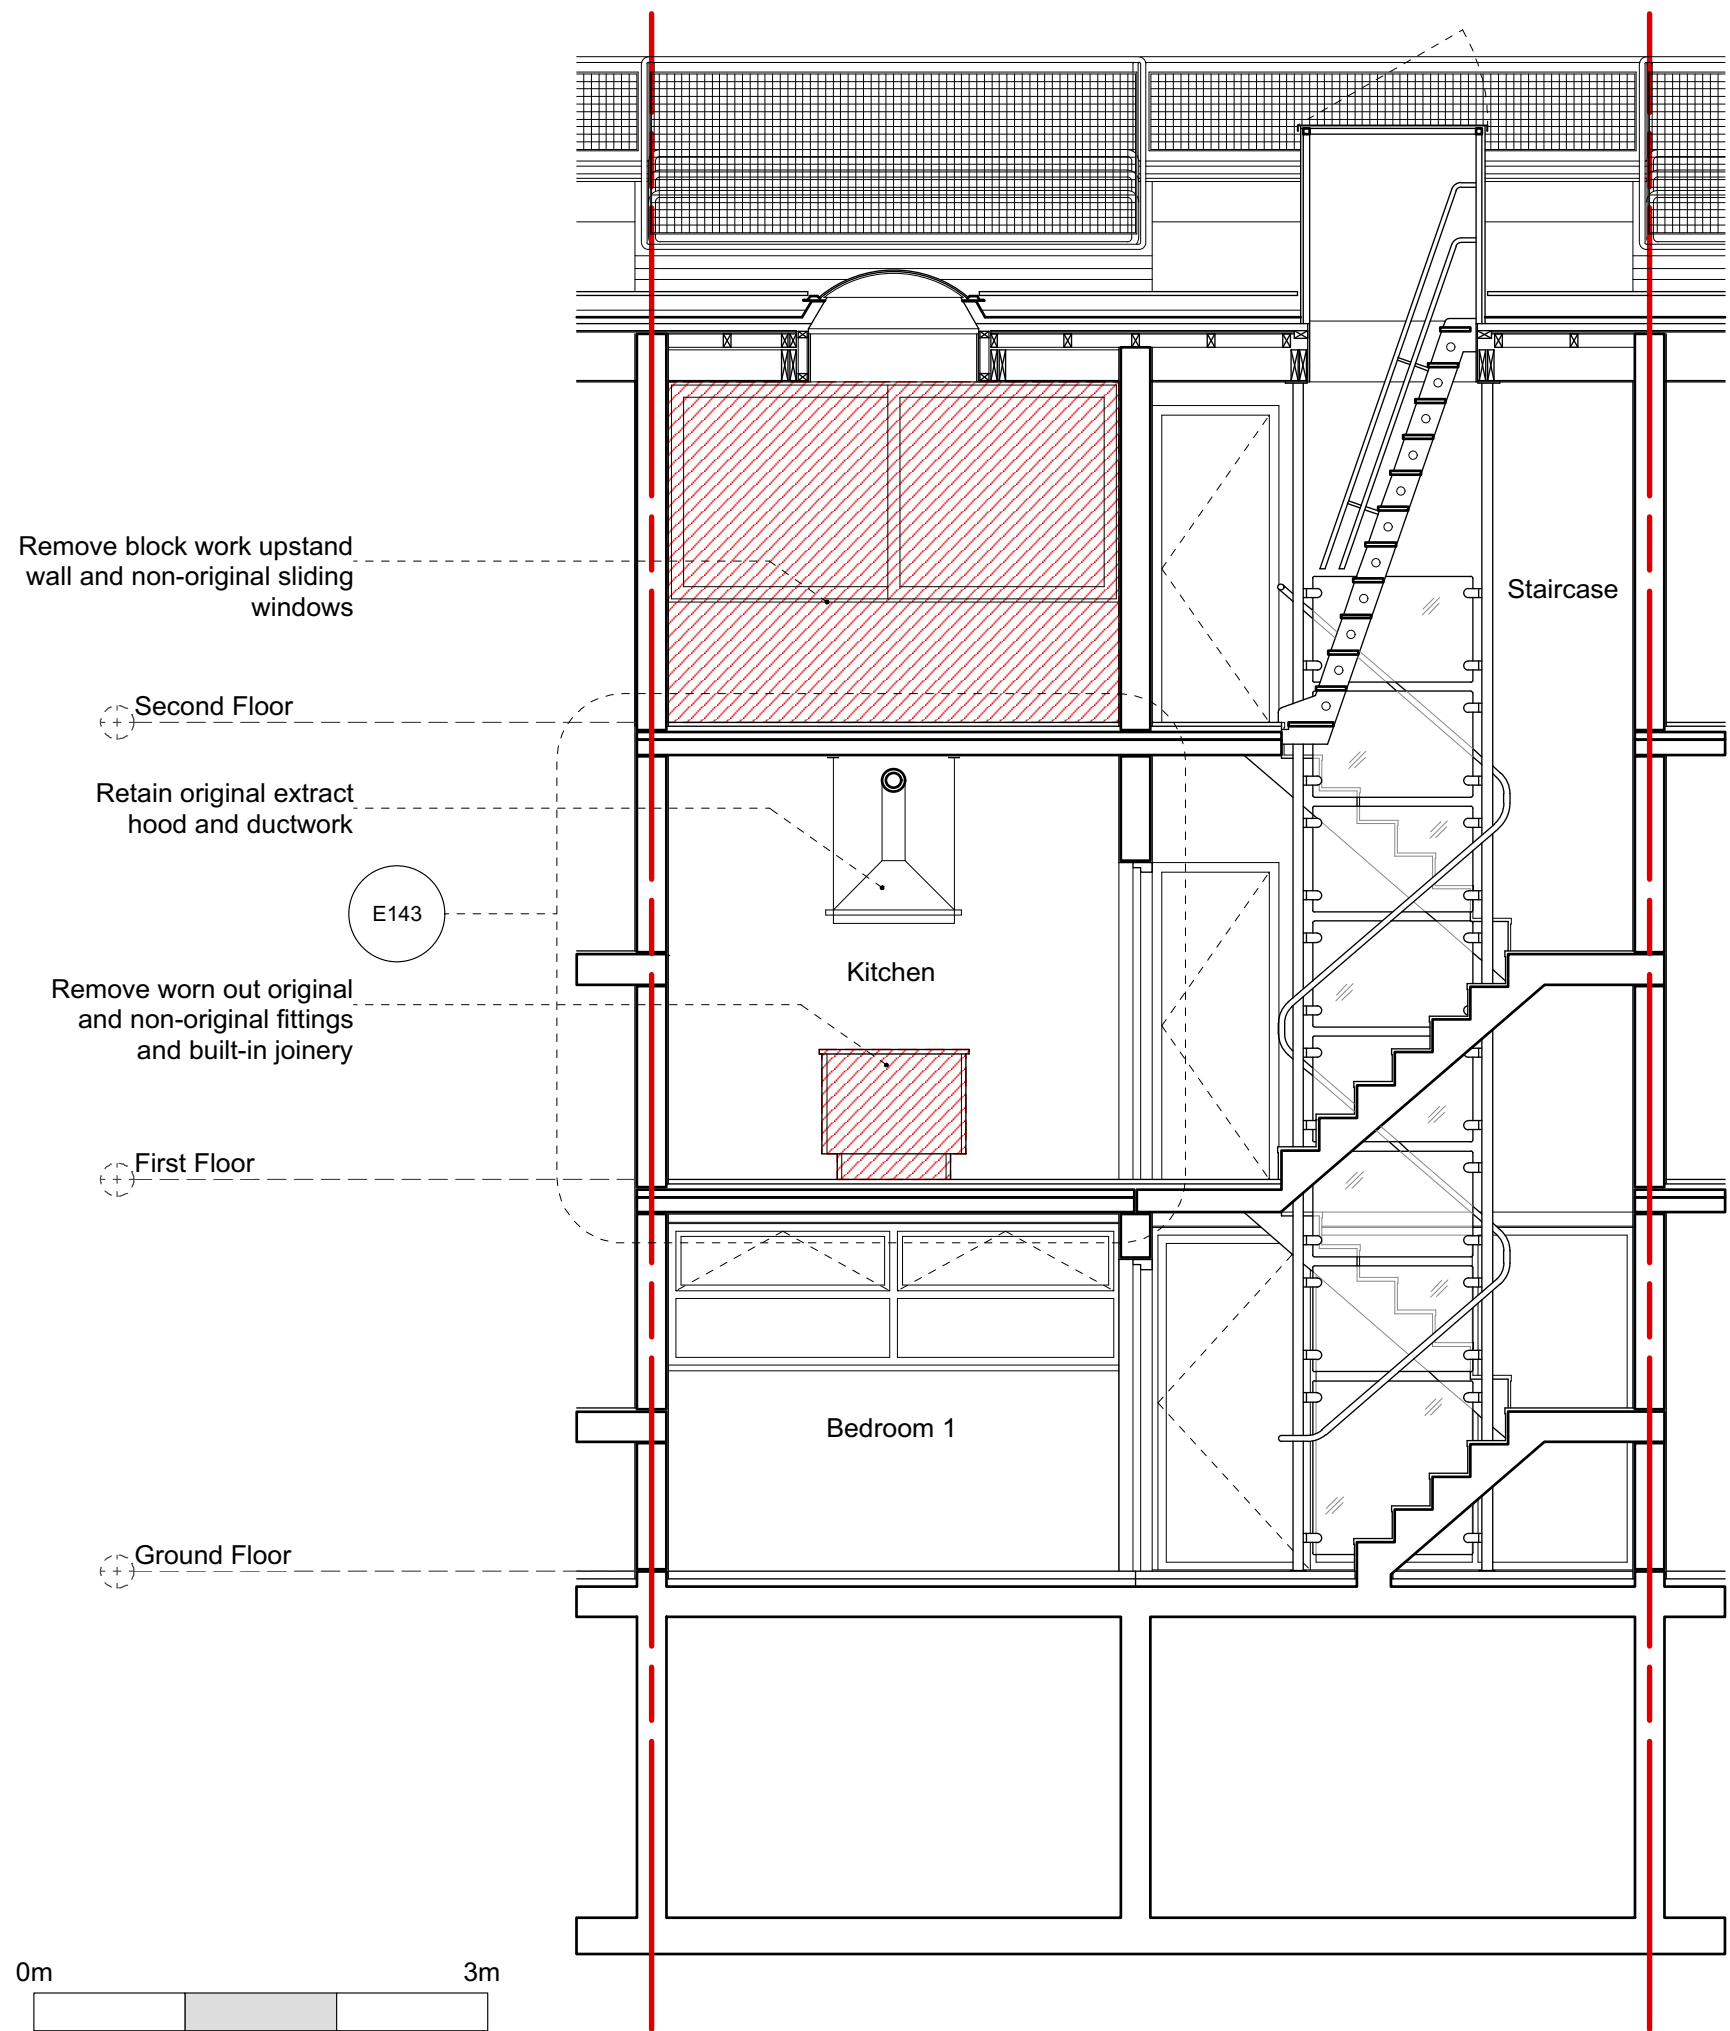 Remove block work upstand
wall and non-original sliding
windows
Staircase
Second Floor
Retain original extract
hood and ductwork
E143
Kitchen
Remove worn out original
and non-original fittings
and built-in joinery
First Floor
Bedroom 1
Ground Floor
0m
3m